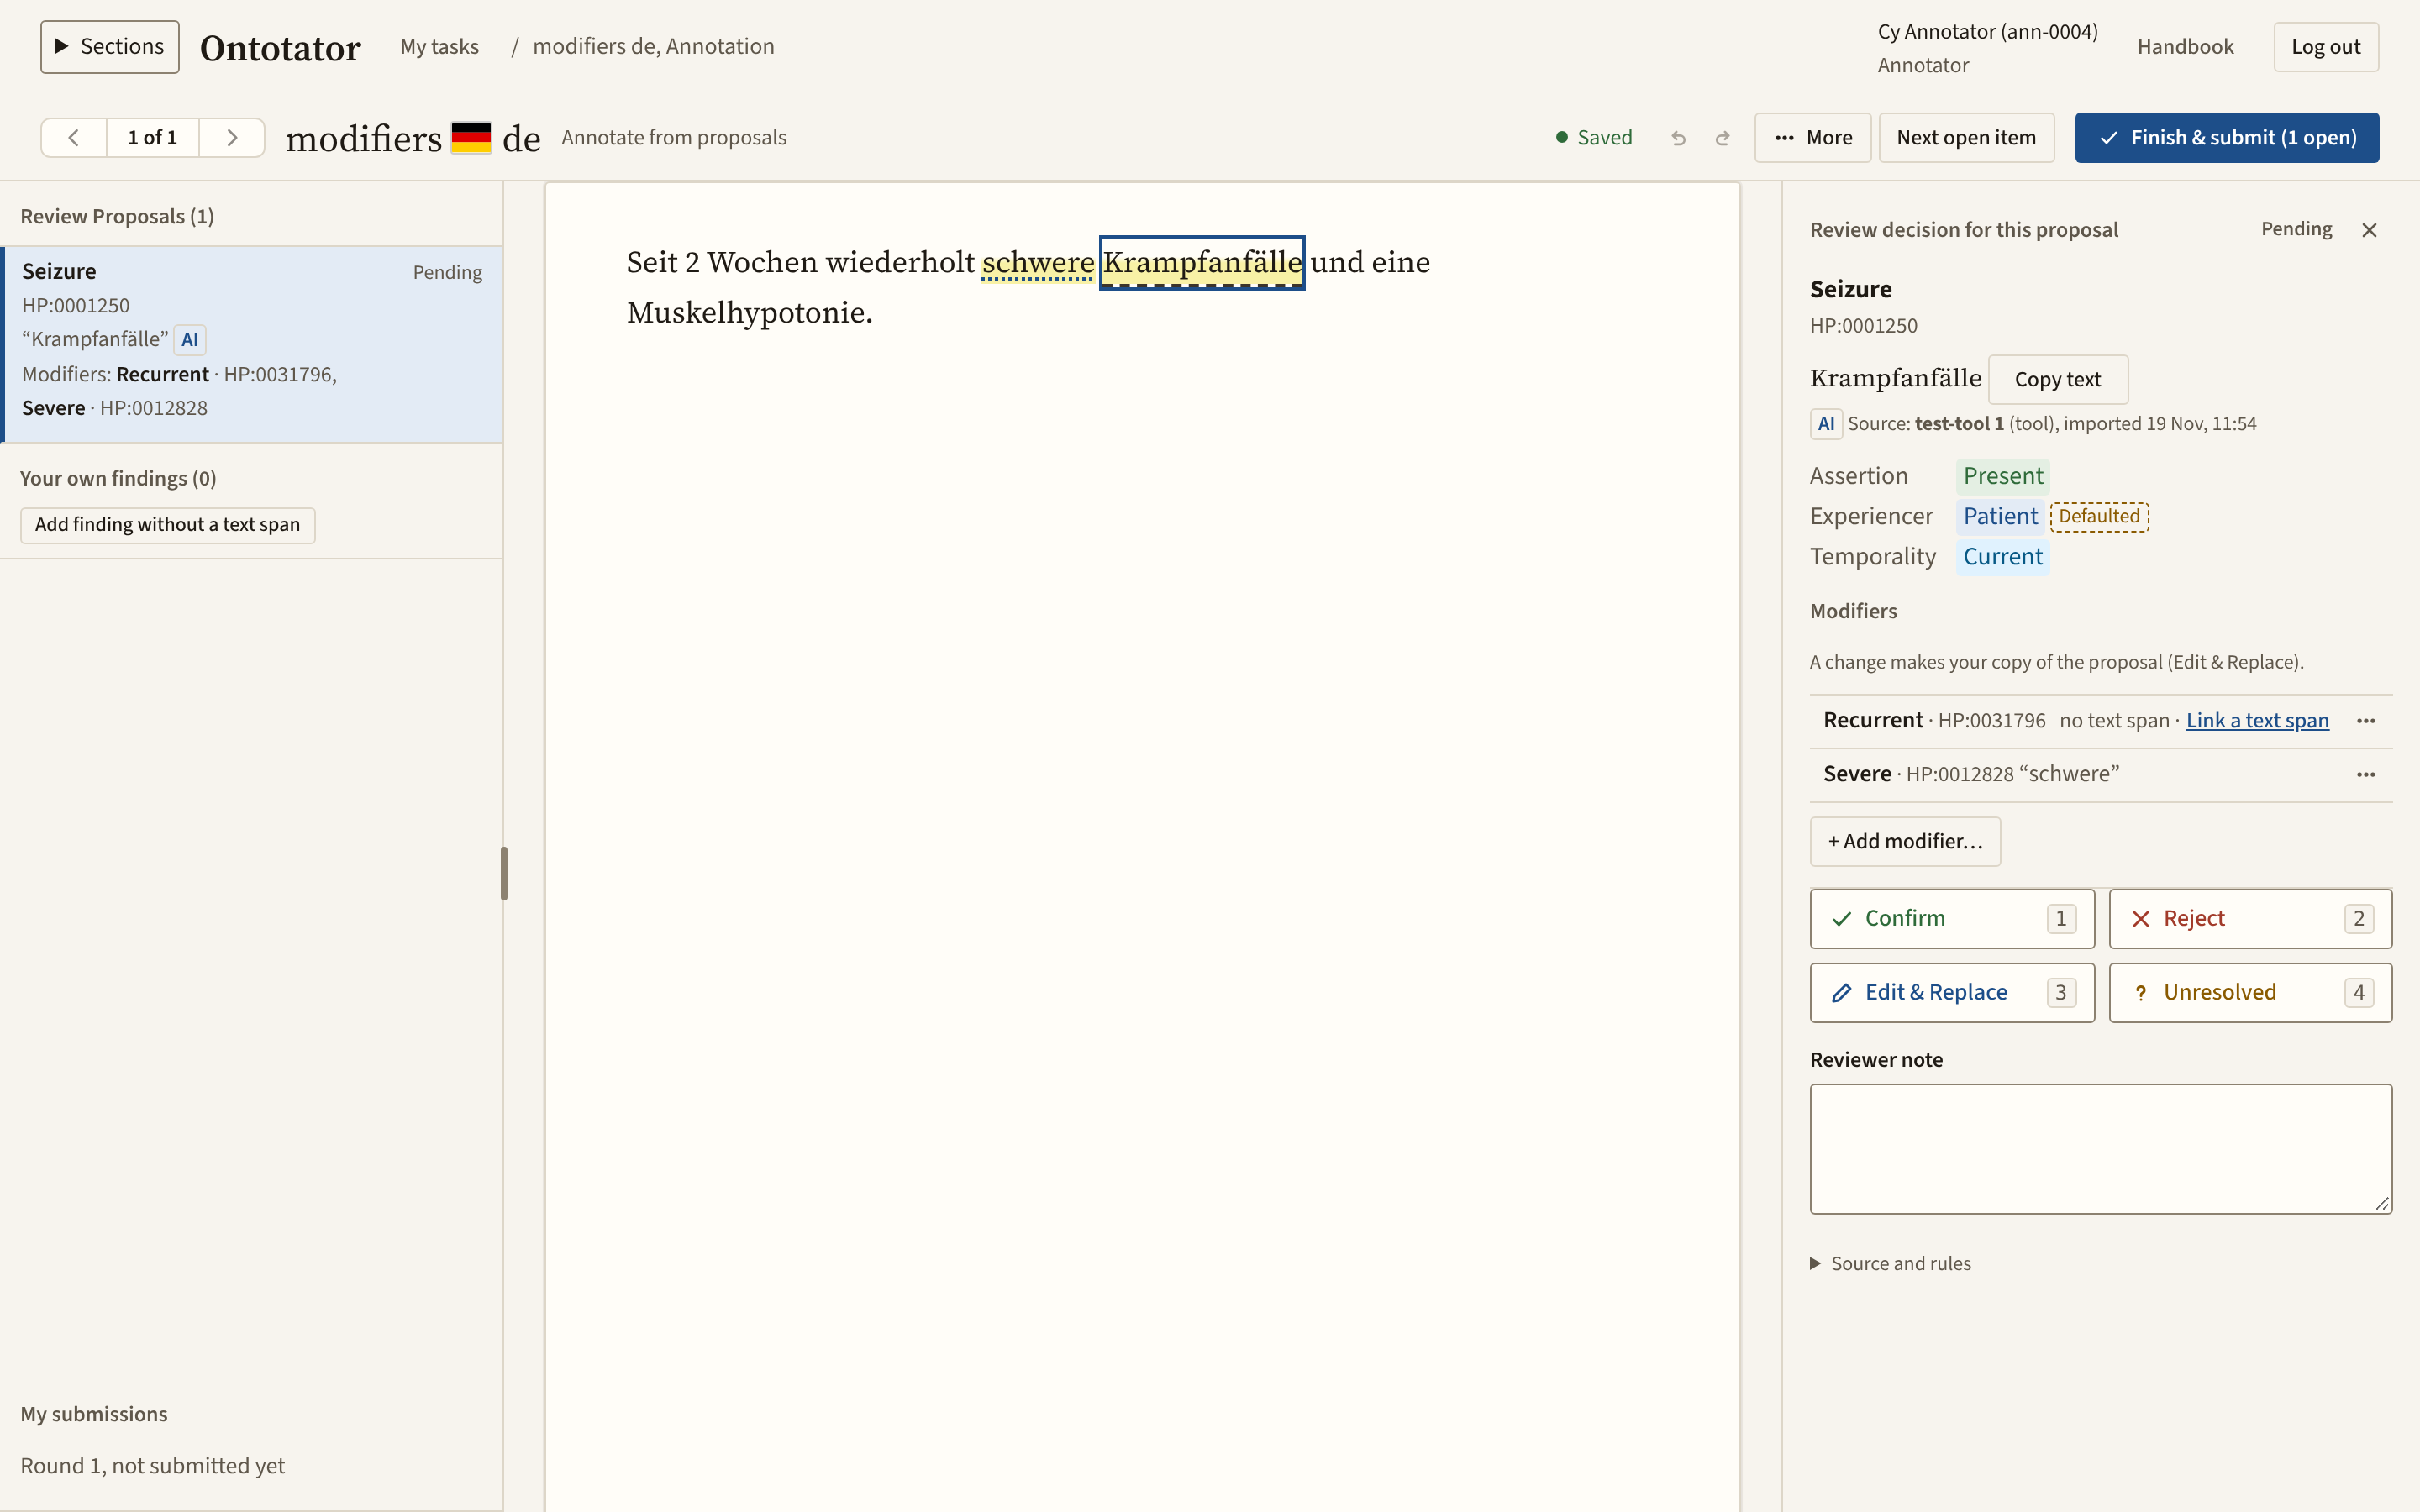 Sections
Ontotator
My tasks / modifiers de, Annotation
Cy Annotator (ann-0004)
Annotator
Handbook
Log out
1 of 1
modifiers de
Annotate from proposals
Saved
More
Next open item
Finish & submit (1 open)
Review Proposals (1)
Seizure Pending
HP:0001250
“Krampfanfälle” AI
Modifiers: Recurrent · HP:0031796,
Severe · HP:0012828
Your own findings (0)
Add finding without a text span
My submissions
Round 1, not submitted yet
Seit 2 Wochen wiederholt schwere Krampfanfälle und eine
Muskelhypotonie.
Review decision for this proposal Pending
Seizure
HP:0001250
Krampfanfälle Copy text
AI Source: test-tool 1 (tool), imported 19 Nov, 11:54
Assertion Present
Experiencer Patient Defaulted
Temporality Current
Modifiers
A change makes your copy of the proposal (Edit & Replace).
Recurrent · HP:0031796 no text span · Link a text span
Severe · HP:0012828 “schwere”
+ Add modifier…
Confirm 1
Reject 2
Edit & Replace 3
? Unresolved 4
Reviewer note
Source and rules